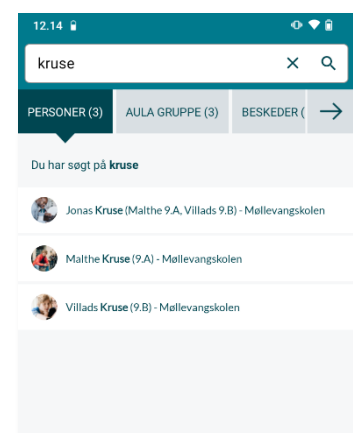 12.14
kruse
PERSONER (3) AULA GRUPPE (3) BESKEDER (
Du har søgt på kruse
Jonas Kruse (Malthe 9.A, Villads 9.B) - Møllevangskolen
Malthe Kruse (9.A) - Møllevangskolen
Villads Kruse (9.B) - Møllevangskolen